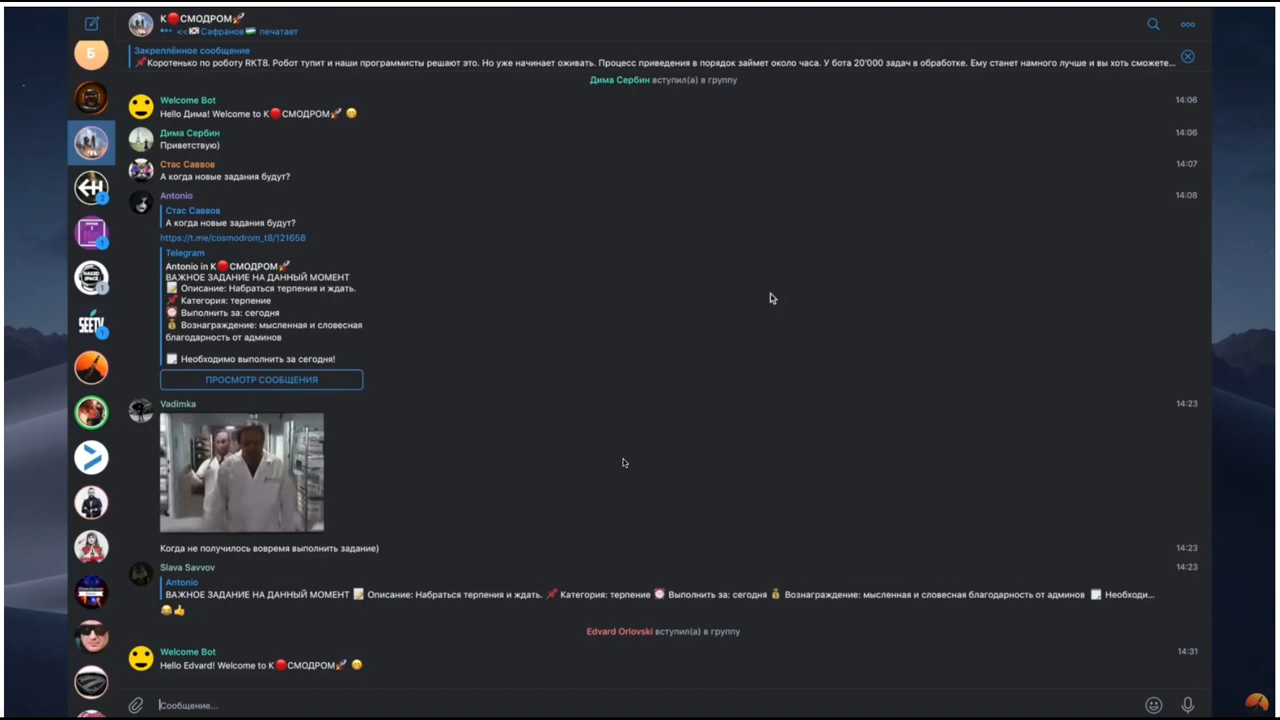 К🔴СМОДРОМ🚀
<<🇰🇷 Сафранов🇺🇿 печатает
Закреплённое сообщение
📌Коротенько по роботу RKT8. Робот тупит и наши программисты решают это. Но уже начинает оживать. Процесс приведения в порядок займет около часа. У бота 20'000 задач в обработке. Ему станет намного лучше и вы хоть сможете...
Дима Сербин вступил(а) в группу
Welcome Bot 14:06
Hello Дима! Welcome to К🔴СМОДРОМ🚀 😊
Дима Сербин 14:06
Приветствую)
Стас Саввов 14:07
А когда новые задания будут?
Antonio 14:08
Стас Саввов
А когда новые задания будут?
https://t.me/cosmodrom_t8/121658
Telegram
Antonio in К🔴СМОДРОМ🚀
ВАЖНОЕ ЗАДАНИЕ НА ДАННЫЙ МОМЕНТ
📝 Описание: Набраться терпения и ждать.
📌 Категория: терпение
⏰ Выполнить за: сегодня
💰 Вознаграждение: мысленная и словесная
благодарность от админов
🗒 Необходимо выполнить за сегодня!
ПРОСМОТР СООБЩЕНИЯ
Vadimka 14:23
Когда не получилось вовремя выполнить задание) 14:23
Slava Savvov 14:23
Antonio
ВАЖНОЕ ЗАДАНИЕ НА ДАННЫЙ МОМЕНТ 📝 Описание: Набраться терпения и ждать. 📌 Категория: терпение ⏰ Выполнить за: сегодня 💰 Вознаграждение: мысленная и словесная благодарность от админов 🗒 Необходи...
😂👍
Edvard Orlovski вступил(а) в группу
Welcome Bot 14:31
Hello Edvard! Welcome to К🔴СМОДРОМ🚀 😊
Сообщение...
Б
2
1
1
SEETV
1